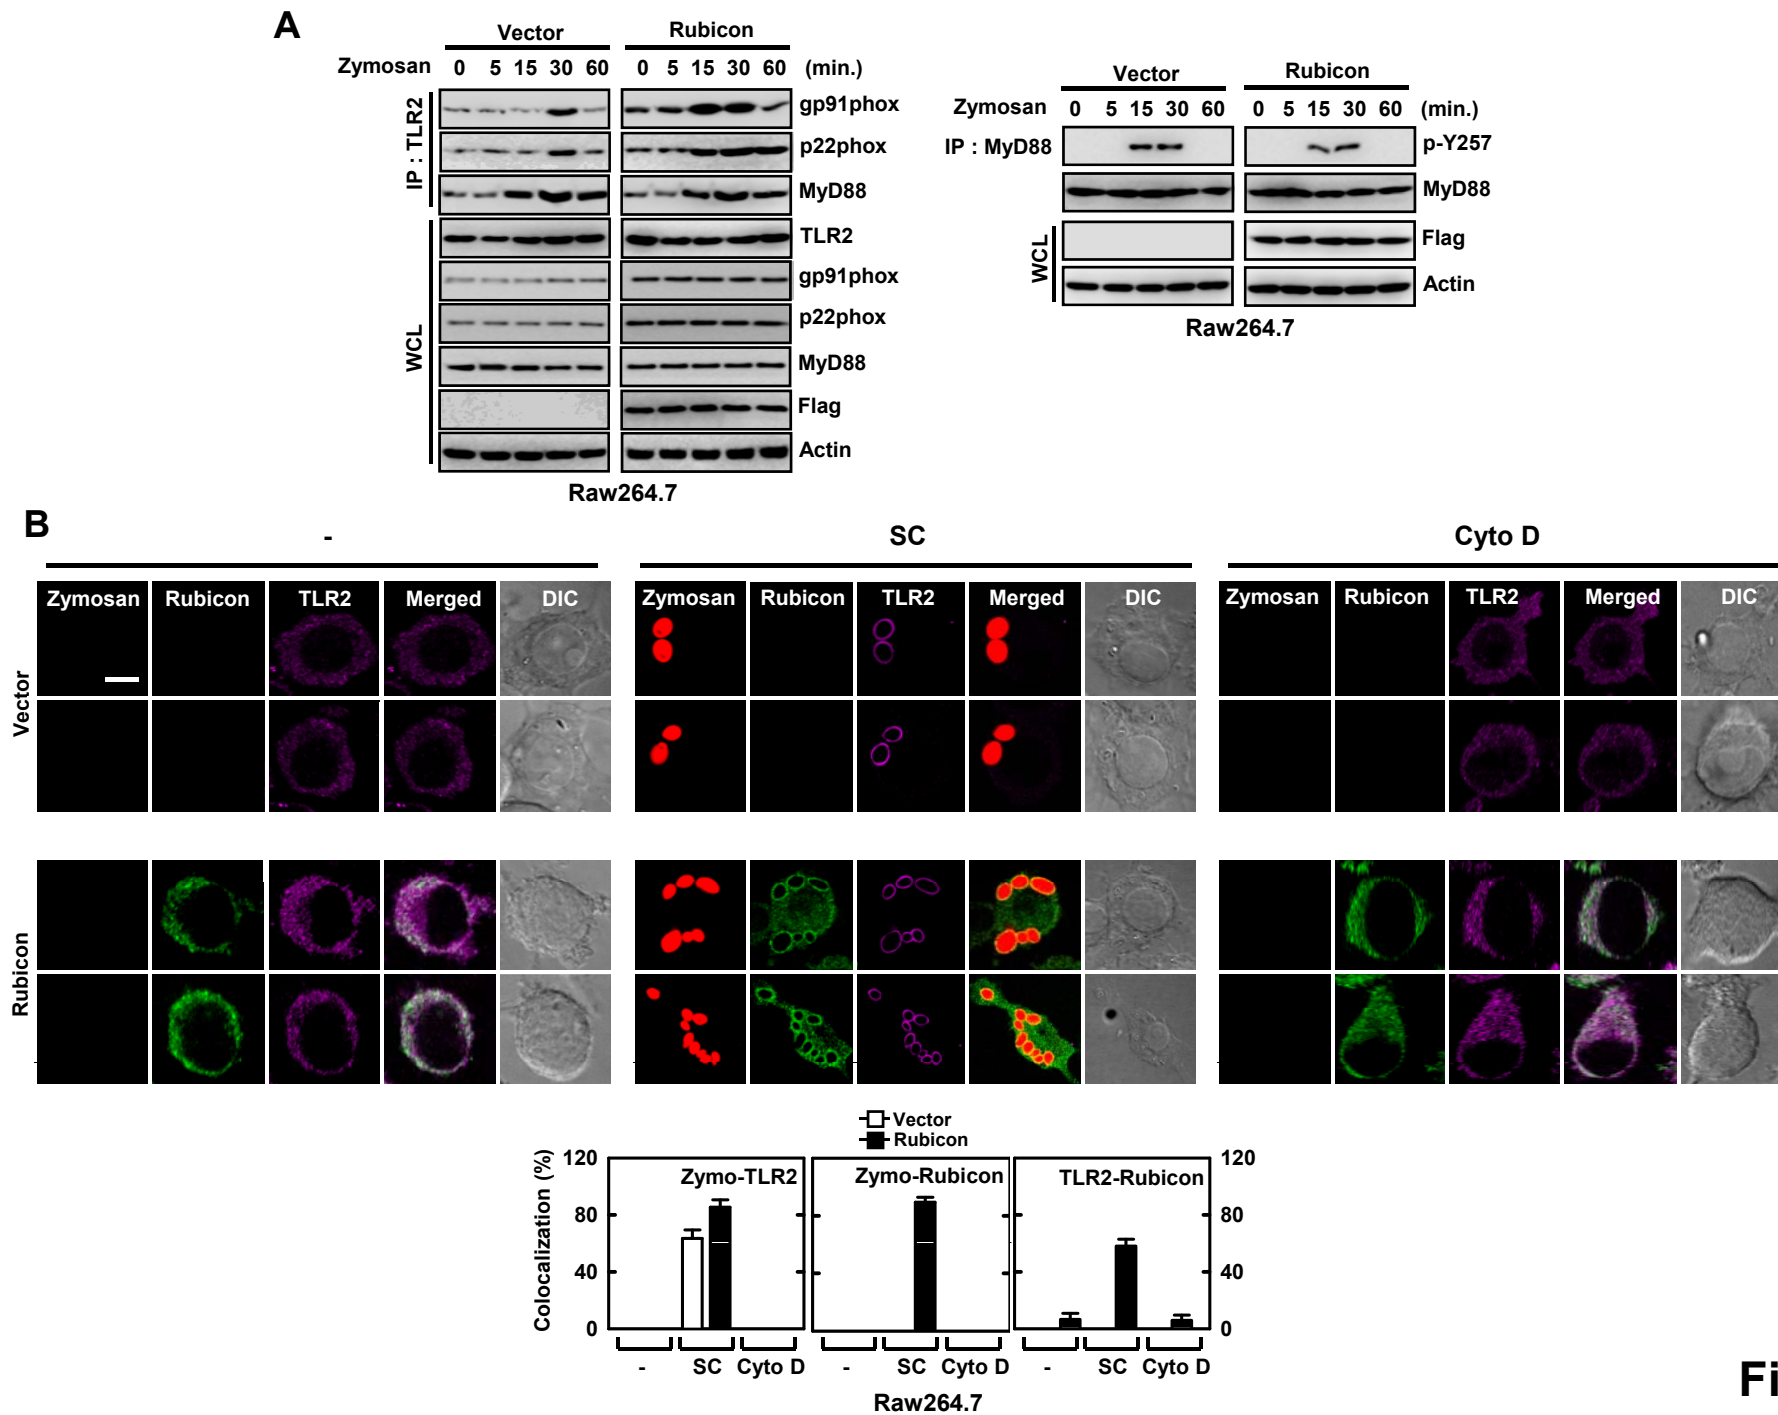 A
Vector Rubicon
Zymosan 0 5 15 30 60 0 5 15 30 60 (min.)
IP : TLR2
gp91phox
p22phox
MyD88
WCL
TLR2
gp91phox
p22phox
MyD88
Flag
Actin
Raw264.7
Vector Rubicon
Zymosan 0 5 15 30 60 0 5 15 30 60 (min.)
IP : MyD88 p-Y257
MyD88
WCL
Flag
Actin
Raw264.7
B
- SC Cyto D
Zymosan Rubicon TLR2 Merged DIC Zymosan Rubicon TLR2 Merged DIC Zymosan Rubicon TLR2 Merged DIC
Vector
Rubicon
Vector
Rubicon
Colocalization (%)
120 Zymo-TLR2 Zymo-Rubicon TLR2-Rubicon 120
80 80
40 40
0 0
- SC Cyto D - SC Cyto D - SC Cyto D
Raw264.7
Fi